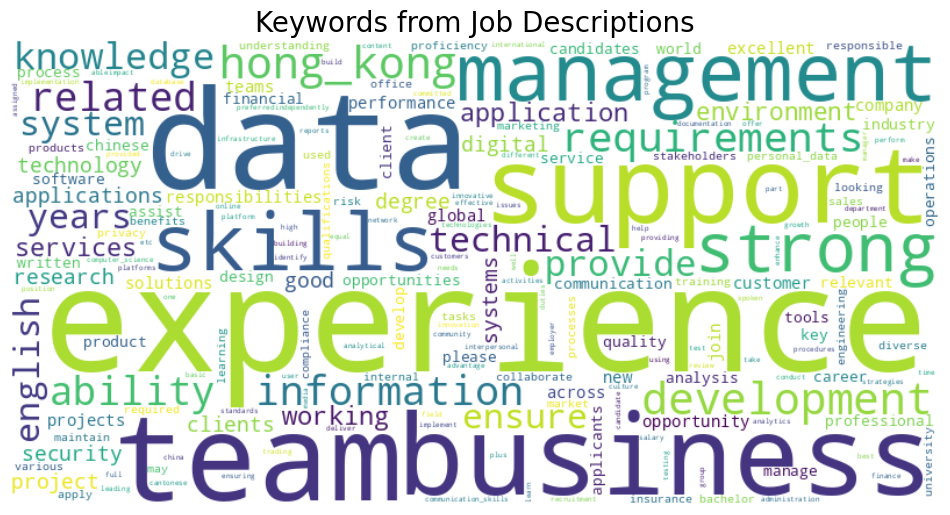 Keywords from Job Descriptions
knowledge
hong_kong
understanding
content
proficiency
international
candidates
world
excellent
responsible
management
process
able
impact
build
teams
office
financial
performance
application
environment
company
related
data
system
chinese
products
preferred
independently
infrastructure
reports
create
client
marketing
digital
requirements
industry
documentation
offer
perform
technology
software
drive
used
service
stakeholders
personal_data
operations
applications
responsibilities
risk
degree
support
looking
sales
people
years
assist
benefits
skills
global
services
privacy
etc
online
platform
high
building
identify
network
technologies
customers
technical
strong
written
computer_science
platforms
qualifications
innovative
effective
issues
different
part
make
department
growth
help
providing
enhance
research
solutions
design
good
opportunities
systems
communication
provide
customer
training
relevant
position
one
needs
activities
duties
spoken
experience
english
product
learning
compliance
develop
tasks
innovation
community
analytical
interpersonal
advantage
please
employer
processes
quality
using
join
test
review
tools
key
procedures
engineering
diverse
take
time
ability
information
basic
user
internal
collaborate
across
new
analysis
conduct
career
strategies
culture
development
projects
required
clients
standards
working
deliver
market
field
implement
ensure
applicants
candidate
salary
opportunity
analytics
professional
security
maintain
various
may
china
team
business
trading
project
apply
full
leading
cantonese
ensuring
plus
communication_skills
learn
recruitment
testing
group
insurance
bachelor
manage
administration
best
finance
university